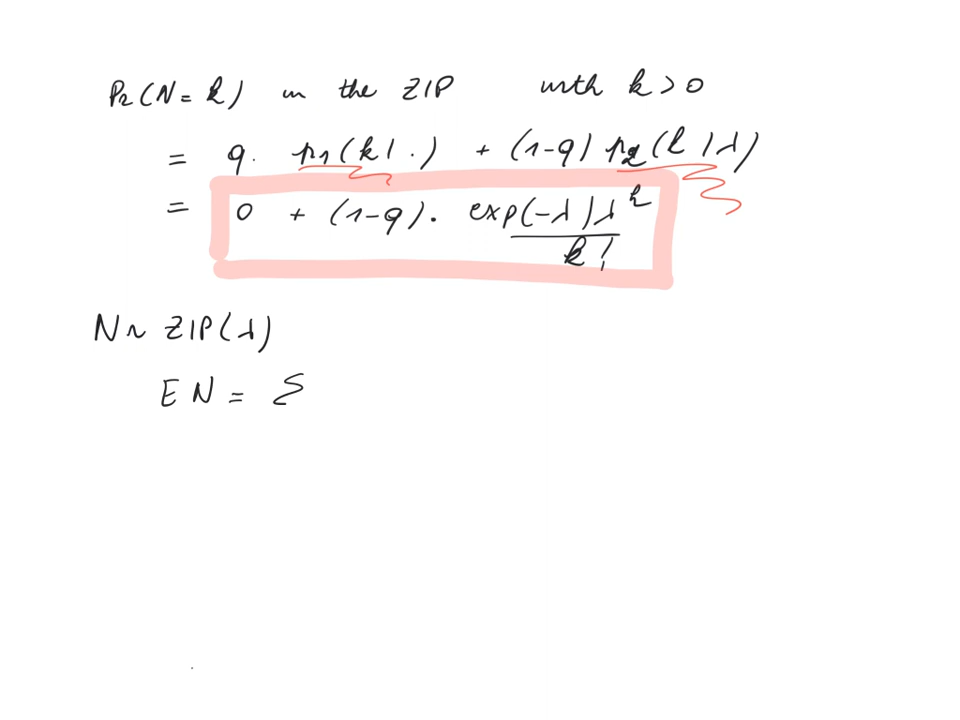 Pr(N = k) in the ZIP with k > 0
= q. p1(k|.) + (1-q) p2(k|λ)
= 0 + (1-q). exp(-λ)λ^k / k!
N ~ ZIP(λ)
EN = Σ